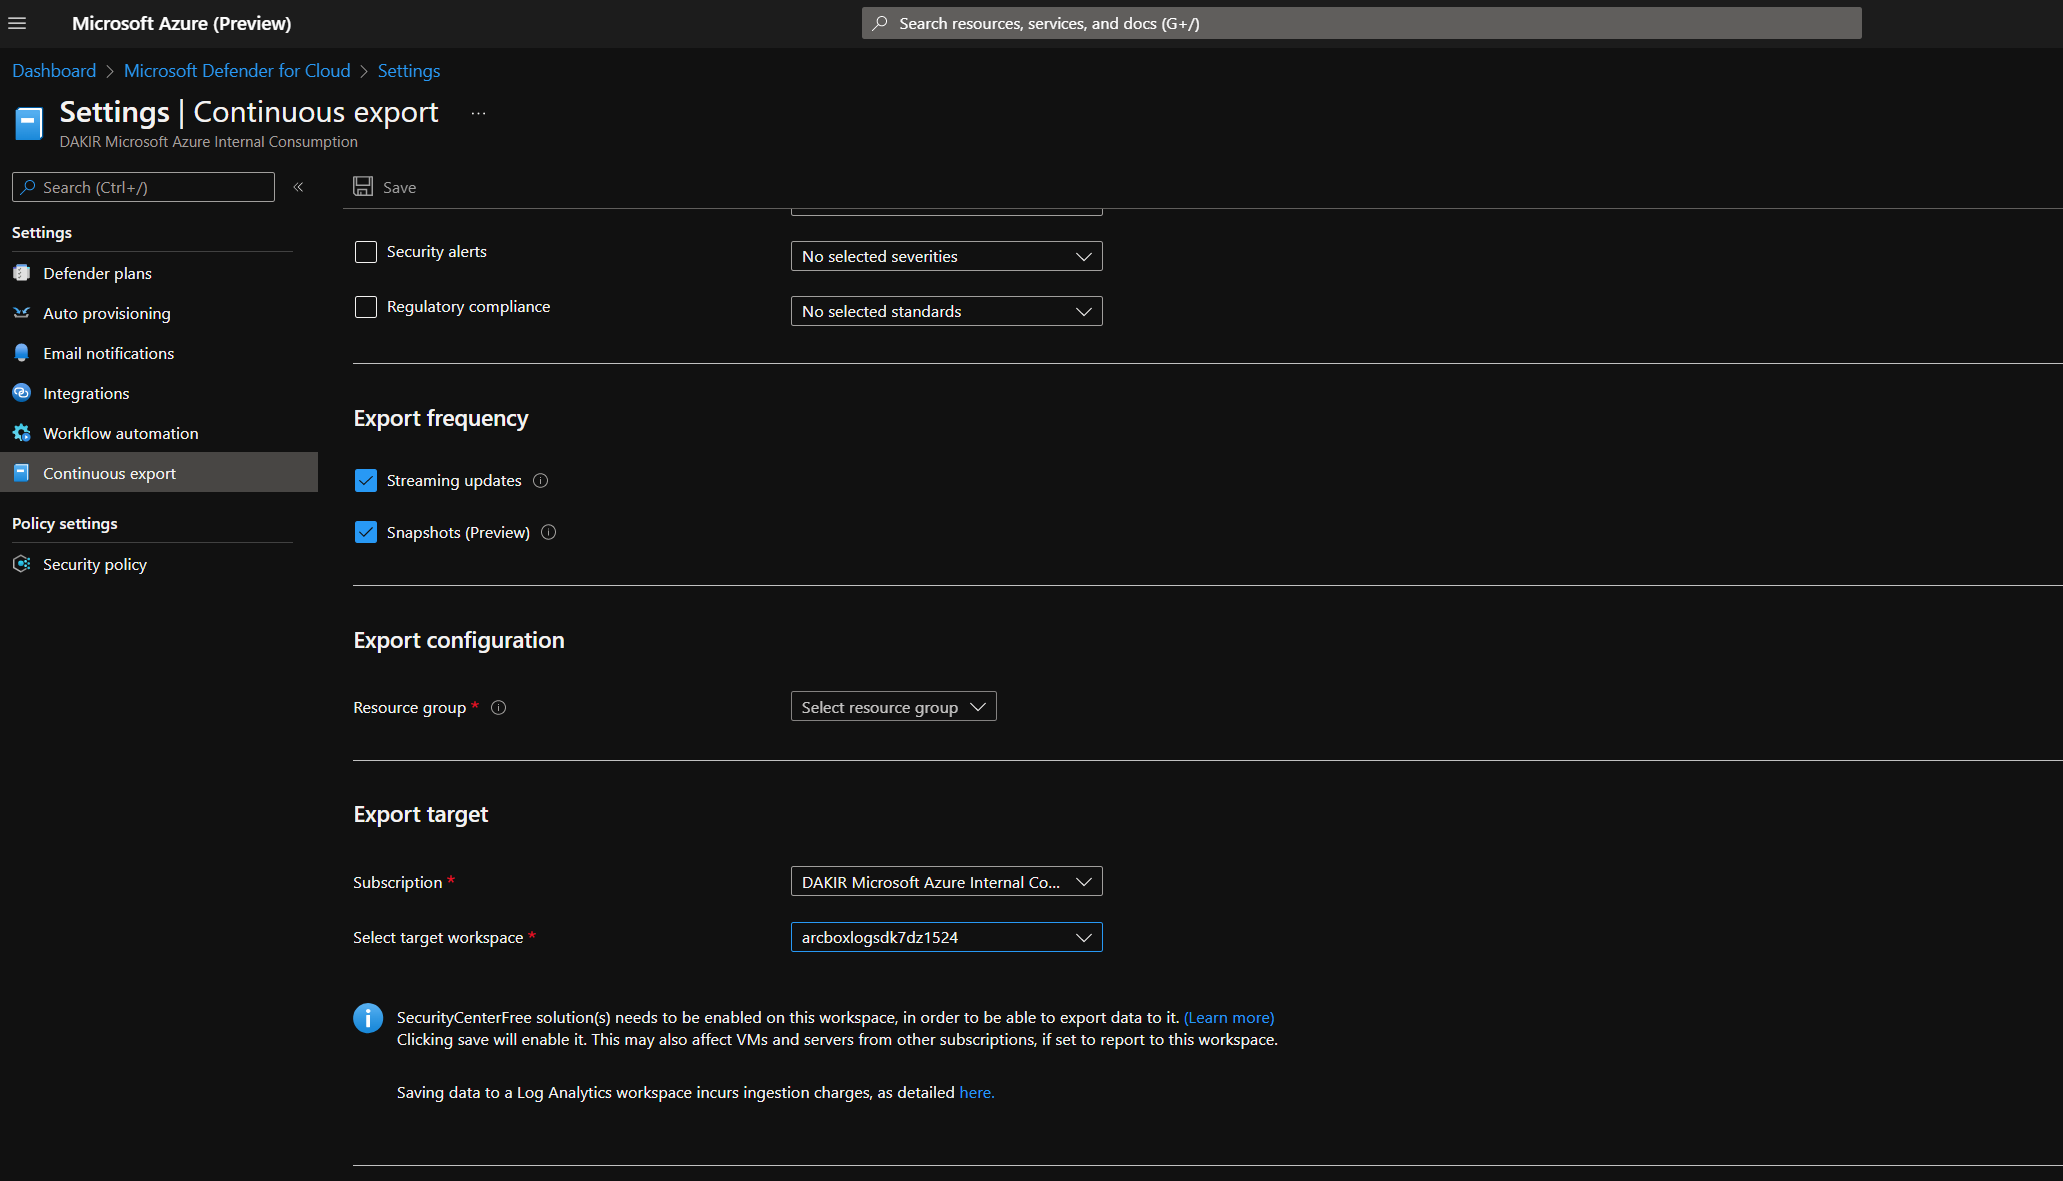 Microsoft Azure (Preview)
Search resources, services, and docs (G+/)
Dashboard > Microsoft Defender for Cloud > Settings
Settings | Continuous export ...
DAKIR Microsoft Azure Internal Consumption
Search (Ctrl+/)
«
Save
Settings
Defender plans
Auto provisioning
Email notifications
Integrations
Workflow automation
Continuous export
Policy settings
Security policy
Security alerts
No selected severities
Regulatory compliance
No selected standards
Export frequency
Streaming updates
Snapshots (Preview)
Export configuration
Resource group *
Select resource group
Export target
Subscription *
DAKIR Microsoft Azure Internal Co...
Select target workspace *
arcboxlogsdk7dz1524
SecurityCenterFree solution(s) needs to be enabled on this workspace, in order to be able to export data to it. (Learn more)
Clicking save will enable it. This may also affect VMs and servers from other subscriptions, if set to report to this workspace.
Saving data to a Log Analytics workspace incurs ingestion charges, as detailed here.